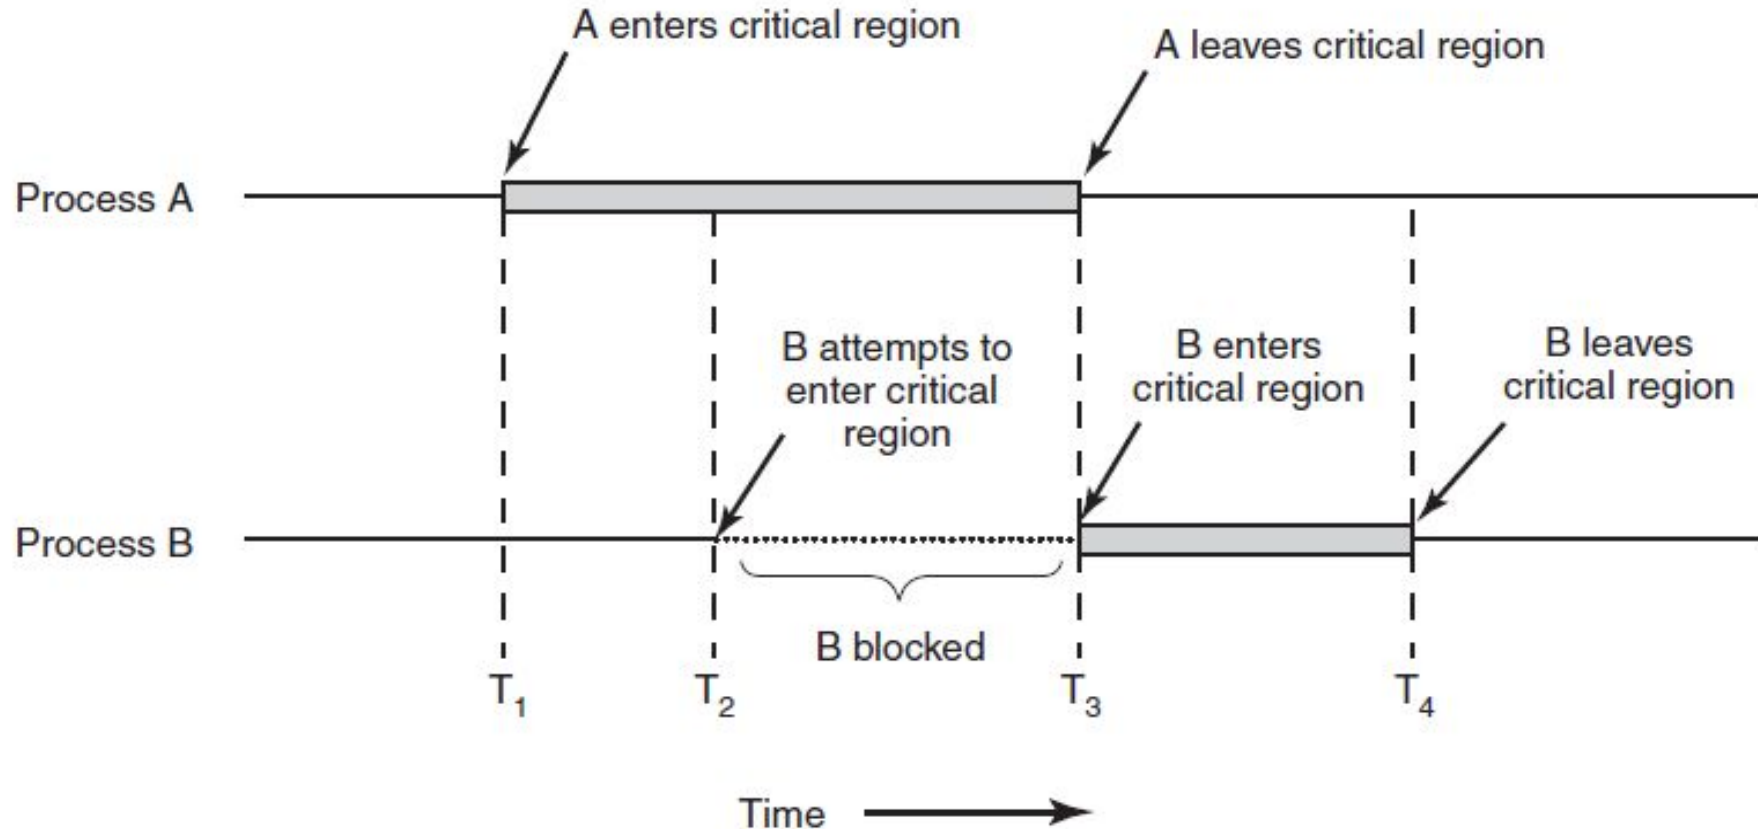 A enters critical region
A leaves critical region
Process A
B attempts to
enter critical
region
B enters
critical region
B leaves
critical region
Process B
B blocked
T1
T2
T3
T4
Time